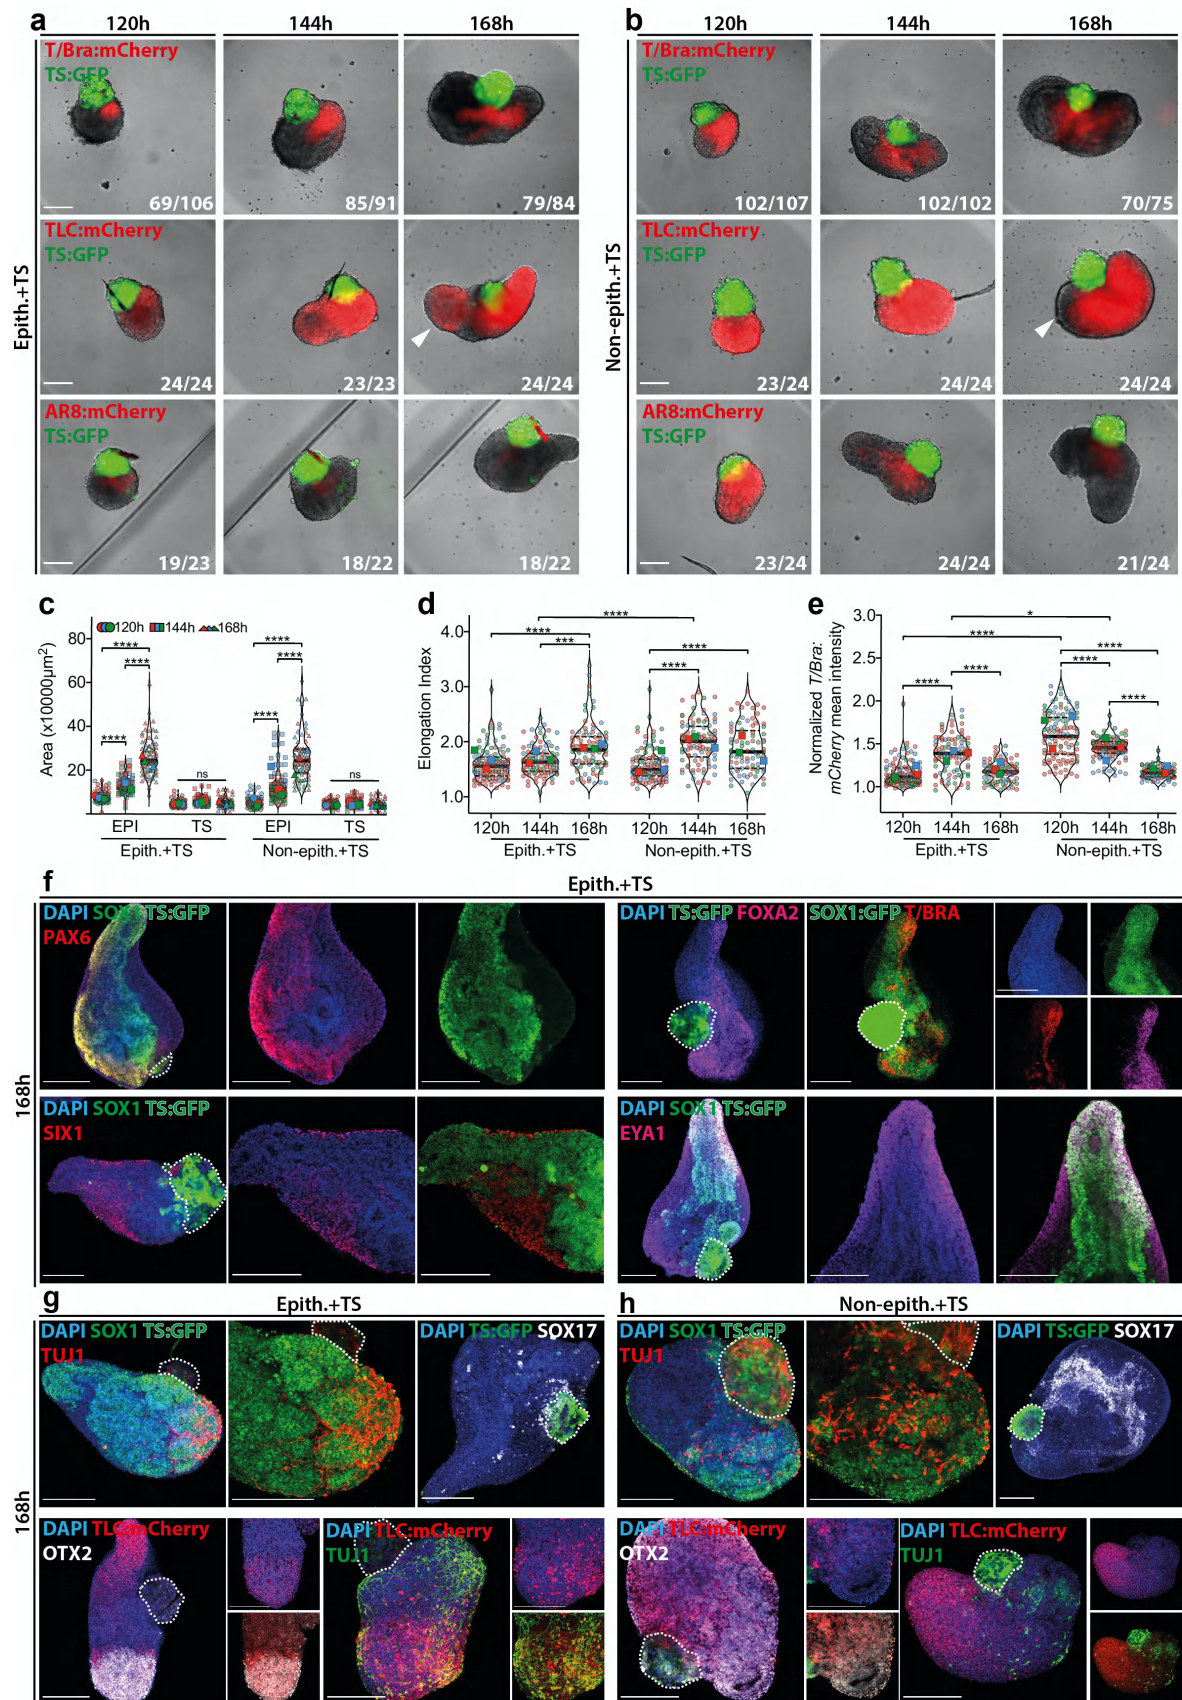 a
120h 144h 168h
Epith.+TS
T/Bra:mCherry
TS:GFP
69/106 85/91 79/84
TLC:mCherry
TS:GFP
24/24 23/23 24/24
AR8:mCherry
TS:GFP
19/23 18/22 18/22
b
120h 144h 168h
Non-epith.+TS
T/Bra:mCherry
TS:GFP
102/107 102/102 70/75
TLC:mCherry
TS:GFP
23/24 24/24 24/24
AR8:mCherry
TS:GFP
23/24 24/24 21/24
c
120h 144h 168h
Area (x10000µm²)
80
60
40
20
**** **** **** ns **** **** **** ns
EPI TS EPI TS
Epith.+TS Non-epith.+TS
d
Elongation Index
4.0
3.0
2.0
1.0
**** **** *** **** ****
120h 144h 168h 120h 144h 168h
Epith.+TS Non-epith.+TS
e
Normalized T/Bra:
mCherry mean intensity
3.0
2.5
2.0
1.5
1.0
* **** **** **** **** **** ****
120h 144h 168h 120h 144h 168h
Epith.+TS Non-epith.+TS
f
Epith.+TS
168h
DAPI SOX1 TS:GFP
PAX6
DAPI TS:GFP FOXA2 SOX1:GFP T/BRA
DAPI SOX1 TS:GFP
SIX1
DAPI SOX1 TS:GFP
EYA1
g
Epith.+TS
168h
DAPI SOX1 TS:GFP
TUJ1
DAPI TS:GFP SOX17
DAPI TLC:mCherry
OTX2
DAPI TLC:mCherry
TUJ1
h
Non-epith.+TS
DAPI SOX1 TS:GFP
TUJ1
DAPI TS:GFP SOX17
DAPI TLC:mCherry
OTX2
DAPI TLC:mCherry
TUJ1